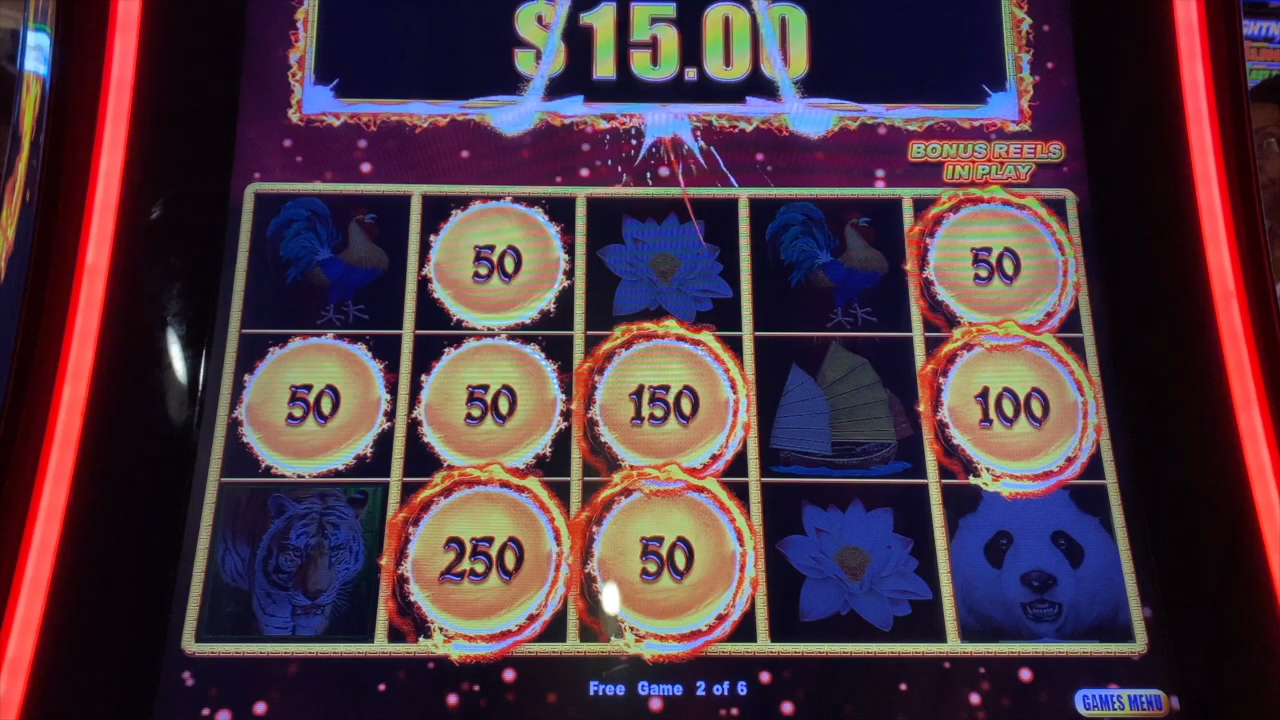 $15.00
BONUS REELS
IN PLAY
50
50
50
50
150
100
250
50
Free Game 2 of 6
GAMES MENU